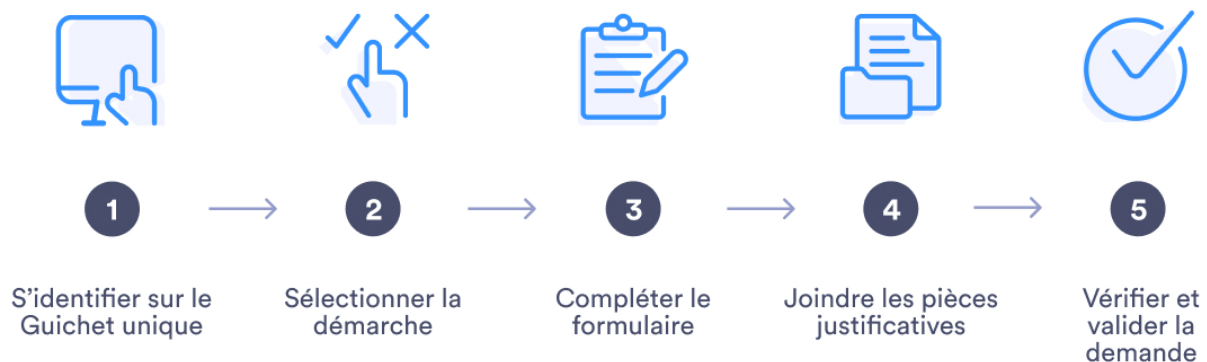 1
2
3
4
5
S’identifier sur le
Guichet unique
Sélectionner la
démarche
Compléter le
formulaire
Joindre les pièces
justificatives
Vérifier et
valider la
demande